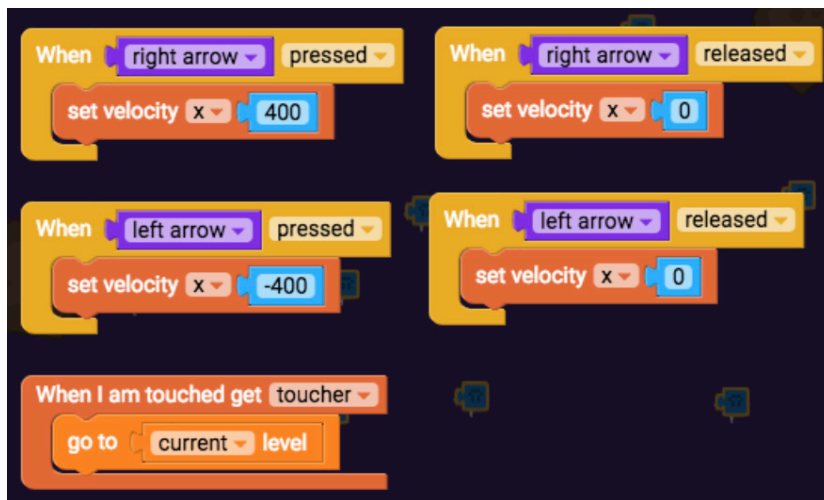 When right arrow pressed
set velocity x 400
When right arrow released
set velocity x 0
When left arrow pressed
set velocity x -400
When left arrow released
set velocity x 0
When I am touched get toucher
go to current level